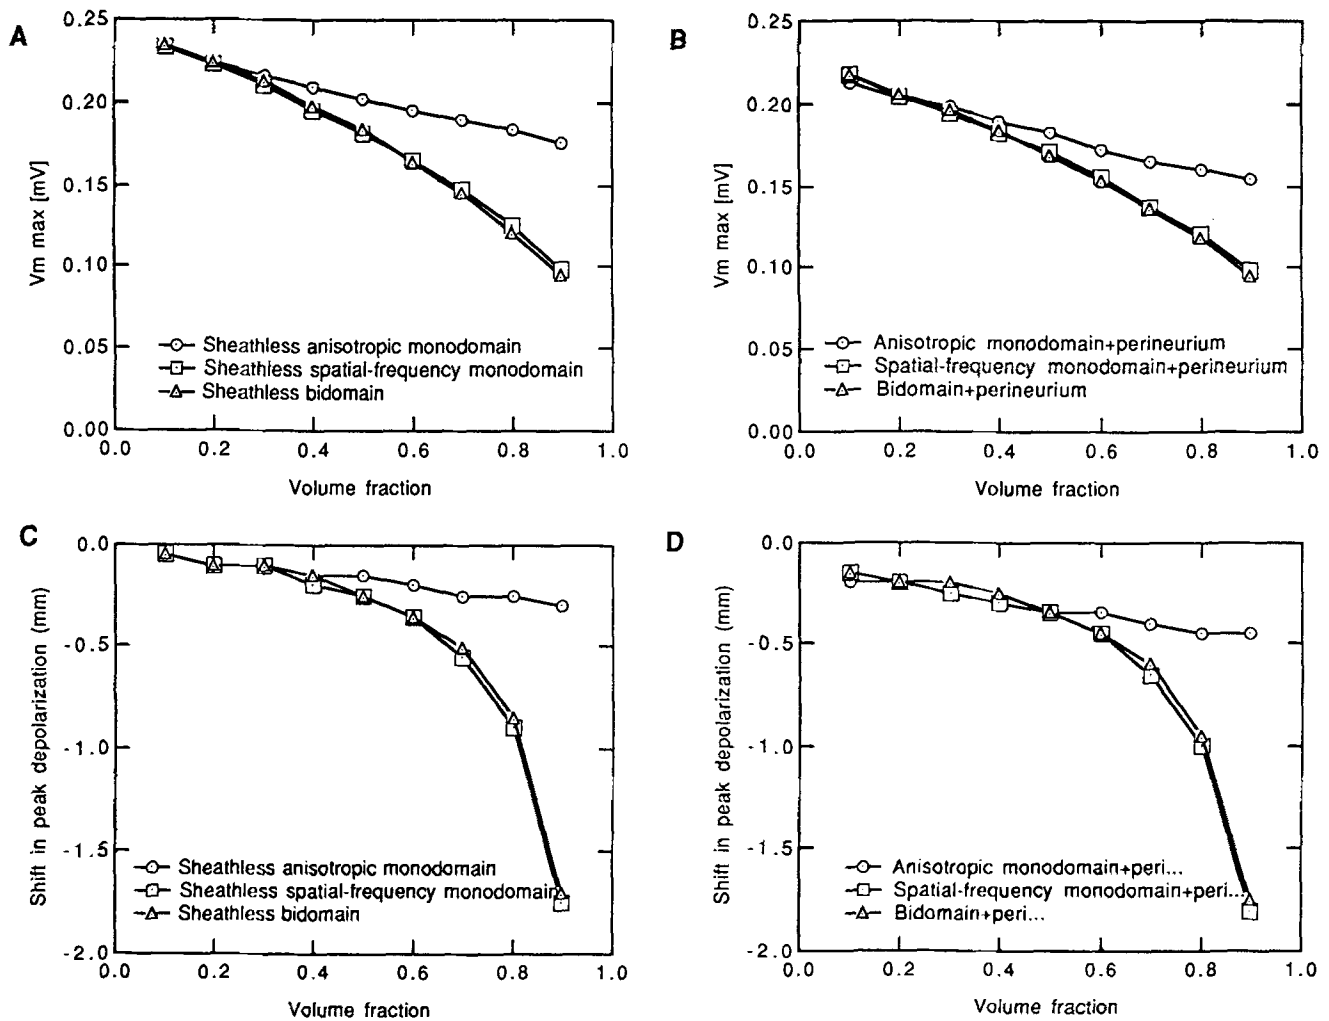 A
0.25
0.20
0.15
0.10
0.05
0.00
Vm max [mV]
Sheathless anisotropic monodomain
Sheathless spatial-frequency monodomain
Sheathless bidomain
0.0 0.2 0.4 0.6 0.8 1.0
Volume fraction
B
0.25
0.20
0.15
0.10
0.05
0.00
Vm max [mV]
Anisotropic monodomain+perineurium
Spatial-frequency monodomain+perineurium
Bidomain+perineurium
0.0 0.2 0.4 0.6 0.8 1.0
Volume fraction
C
0.0
-0.5
-1.0
-1.5
-2.0
Shift in peak depolarization (mm)
Sheathless anisotropic monodomain
Sheathless spatial-frequency monodomain
Sheathless bidomain
0.0 0.2 0.4 0.6 0.8 1.0
Volume fraction
D
0.0
-0.5
-1.0
-1.5
-2.0
Shift in peak depolarization (mm)
Anisotropic monodomain+peri...
Spatial-frequency monodomain+peri...
Bidomain+peri...
0.0 0.2 0.4 0.6 0.8 1.0
Volume fraction